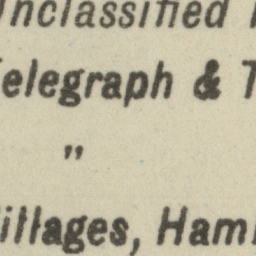 Unclassified
Telegraph & T
"
Villages, Ham